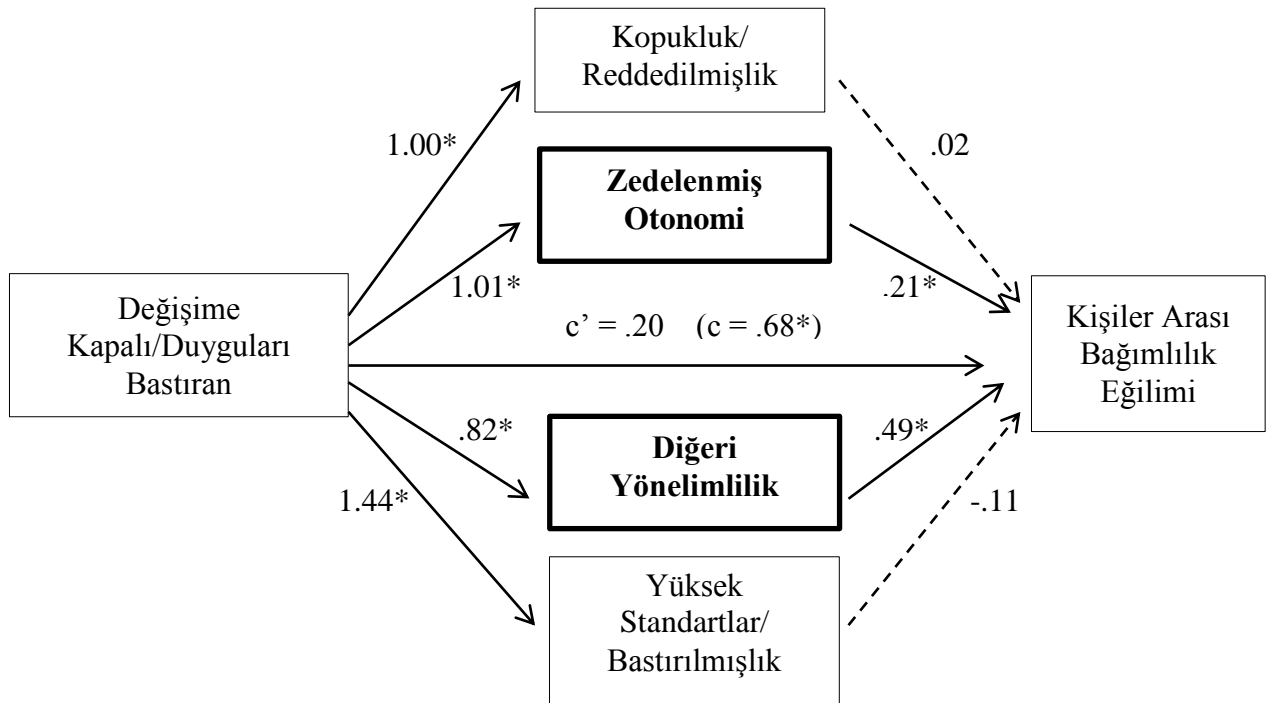 Kopukluk/
Reddedilmişlik
1.00*
.02
Zedelenmiş
Otonomi
1.01*
.21*
Değişime
Kapalı/Duyguları
Bastıran
c’ = .20 (c = .68*)
Kişiler Arası
Bağımlılık
Eğilimi
.82*
Diğeri
Yönelimlilik
.49*
1.44*
-.11
Yüksek
Standartlar/
Bastırılmışlık